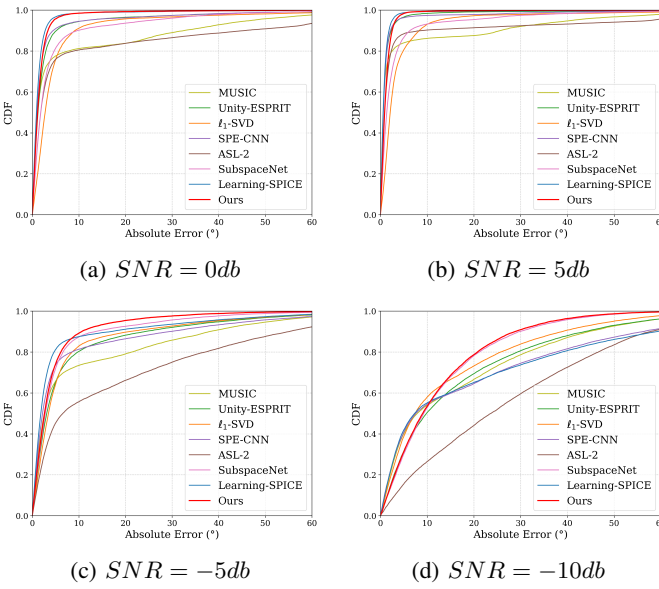 1.0
0.8
0.6
0.4
0.2
0.0
CDF
0 10 20 30 40 50 60
Absolute Error (°)
MUSIC
Unity-ESPRIT
ℓ₁-SVD
SPE-CNN
ASL-2
SubspaceNet
Learning-SPICE
Ours
(a) SNR = 0db
1.0
0.8
0.6
0.4
0.2
0.0
CDF
0 10 20 30 40 50 60
Absolute Error (°)
MUSIC
Unity-ESPRIT
ℓ₁-SVD
SPE-CNN
ASL-2
SubspaceNet
Learning-SPICE
Ours
(b) SNR = 5db
1.0
0.8
0.6
0.4
0.2
0.0
CDF
0 10 20 30 40 50 60
Absolute Error (°)
MUSIC
Unity-ESPRIT
ℓ₁-SVD
SPE-CNN
ASL-2
SubspaceNet
Learning-SPICE
Ours
(c) SNR = −5db
1.0
0.8
0.6
0.4
0.2
0.0
CDF
0 10 20 30 40 50 60
Absolute Error (°)
MUSIC
Unity-ESPRIT
ℓ₁-SVD
SPE-CNN
ASL-2
SubspaceNet
Learning-SPICE
Ours
(d) SNR = −10db